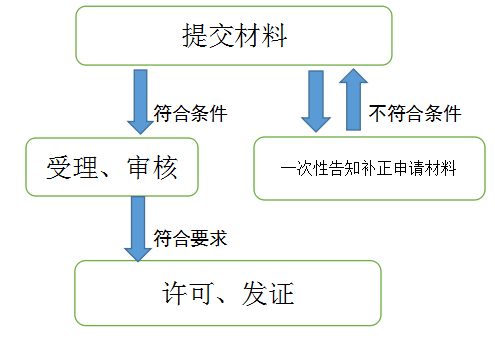 提交材料
符合条件
不符合条件
受理、审核
一次性告知补正申请材料
符合要求
许可、发证